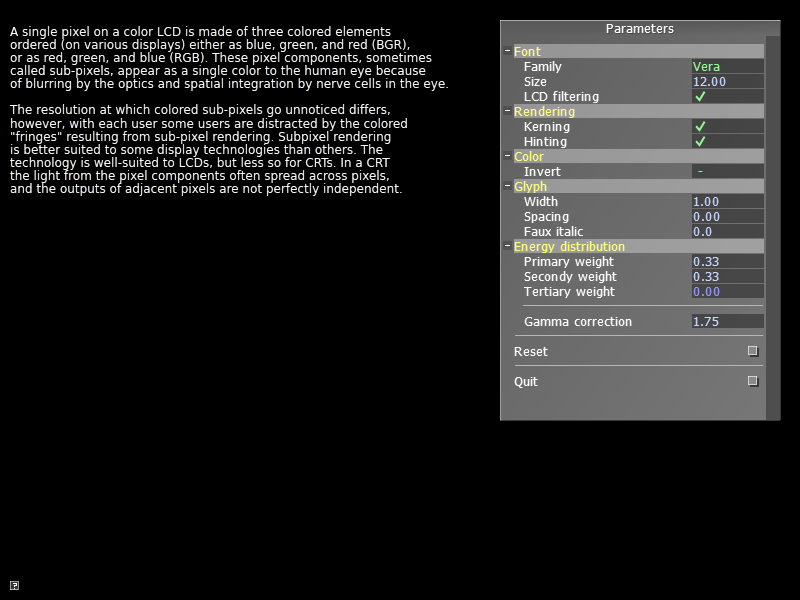 A single pixel on a color LCD is made of three colored elements
ordered (on various displays) either as blue, green, and red (BGR),
or as red, green, and blue (RGB). These pixel components, sometimes
called sub-pixels, appear as a single color to the human eye because
of blurring by the optics and spatial integration by nerve cells in the eye.

The resolution at which colored sub-pixels go unnoticed differs,
however, with each user some users are distracted by the colored
"fringes" resulting from sub-pixel rendering. Subpixel rendering
is better suited to some display technologies than others. The
technology is well-suited to LCDs, but less so for CRTs. In a CRT
the light from the pixel components often spread across pixels,
and the outputs of adjacent pixels are not perfectly independent.

Parameters
- Font
Family Vera
Size 12.00
LCD filtering ✓
- Rendering
Kerning ✓
Hinting ✓
- Color
Invert -
- Glyph
Width 1.00
Spacing 0.00
Faux italic 0.0
- Energy distribution
Primary weight 0.33
Secondy weight 0.33
Tertiary weight 0.00
Gamma correction 1.75
Reset
Quit
?